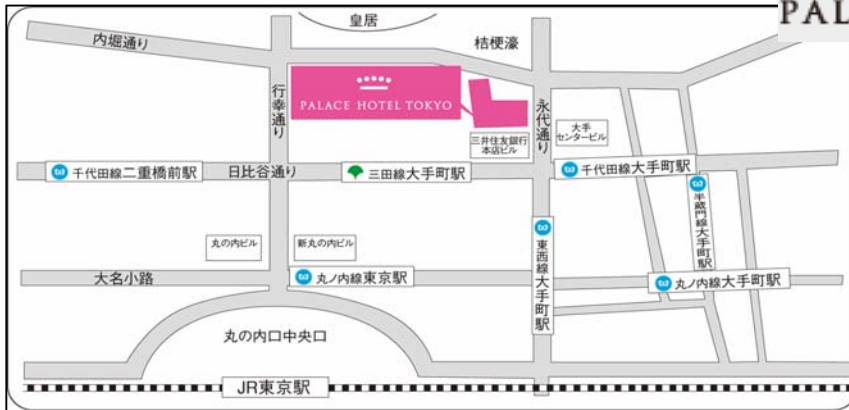 PAL
皇居
内堀通り
桔梗濠
行幸通り
PALACE HOTEL TOKYO
永代通り
三井住友銀行
本店ビル
大手
センタービル
千代田線二重橋前駅
日比谷通り
三田線大手町駅
千代田線大手町駅
半蔵門線大手町駅
丸の内ビル
新丸の内ビル
東西線大手町駅
大名小路
丸ノ内線東京駅
丸ノ内線大手町駅
丸の内口中央口
JR東京駅